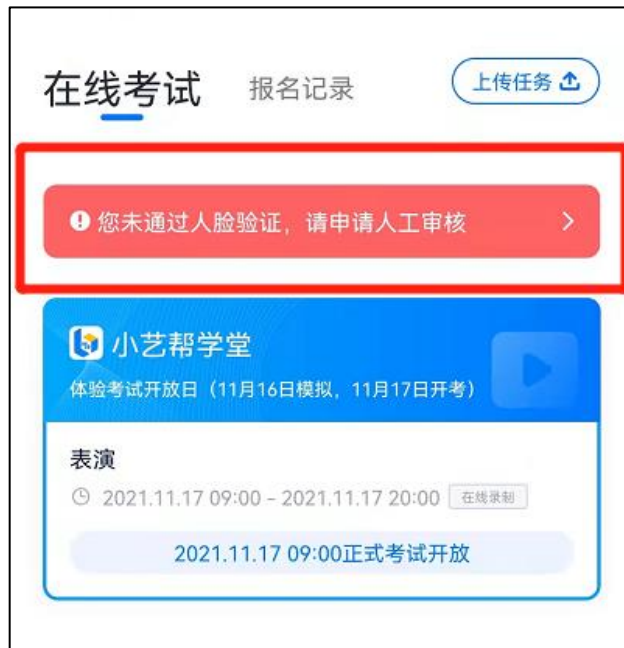 在线考试
报名记录
上传任务
您未通过人脸验证，请申请人工审核
小艺帮学堂
体验考试开放日（11月16日模拟，11月17日开考）
表演
2021.11.17 09:00 - 2021.11.17 20:00 在线录制
2021.11.17 09:00正式考试开放